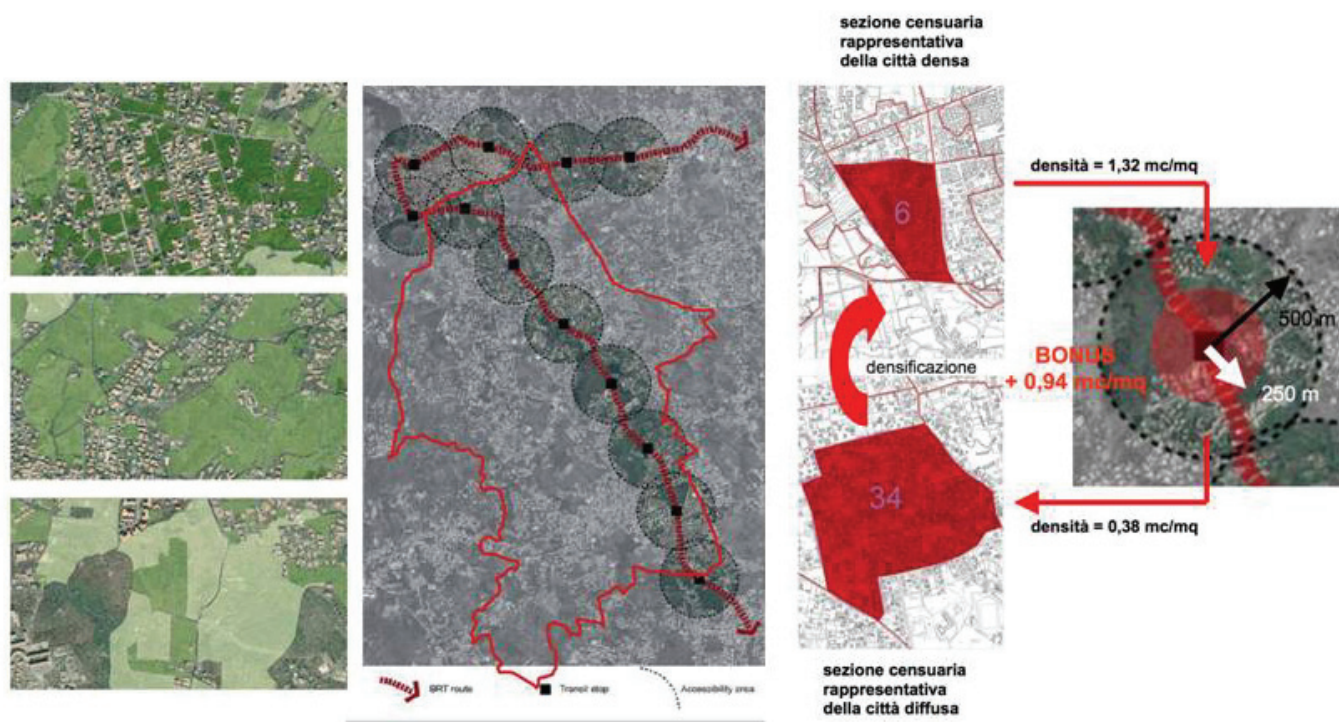 sezione censuaria
rappresentativa
della città densa
densità = 1,32 mc/mq
6
500 m
BONUS
+ 0,94 mc/mq
densificazione
250 m
34
densità = 0,38 mc/mq
BRT route
Transit stop
Accessibility area
sezione censuaria
rappresentativa
della città diffusa